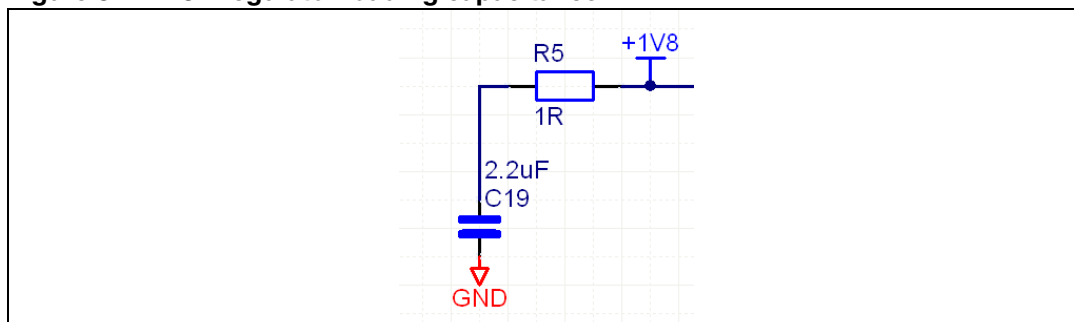 +1V8
R5
1R
2.2uF
C19
GND